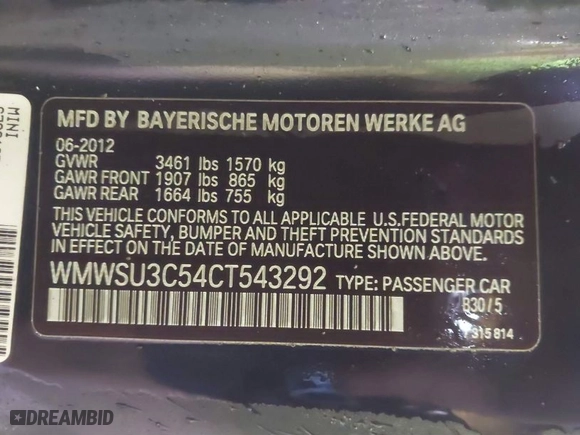 MFD BY BAYERISCHE MOTOREN WERKE AG
06-2012
GVWR 3461 lbs 1570 kg
GAWR FRONT 1907 lbs 865 kg
GAWR REAR 1664 lbs 755 kg
THIS VEHICLE CONFORMS TO ALL APPLICABLE U.S.FEDERAL MOTOR
VEHICLE SAFETY, BUMPER AND THEFT PREVENTION STANDARDS
IN EFFECT ON THE DATE OF MANUFACTURE SHOWN ABOVE.
WMWSU3C54CT543292 TYPE: PASSENGER CAR
B30/5
7315814
MINI
DREAMBID